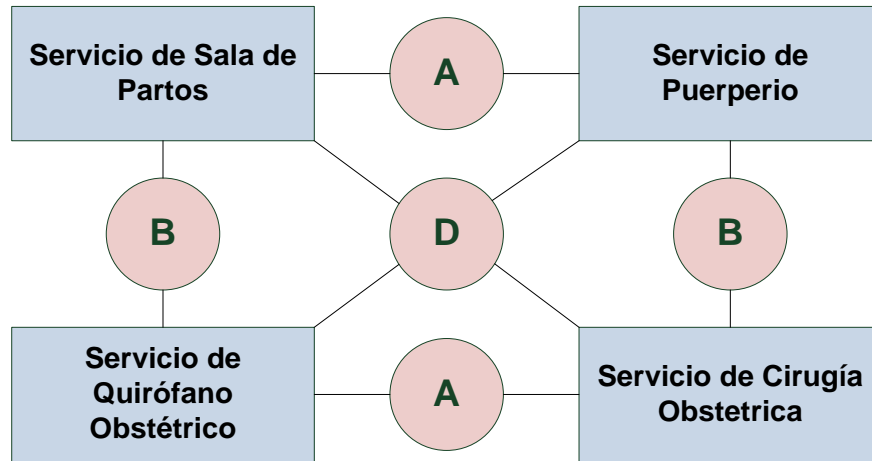 Servicio de Sala de
Partos
A
Servicio de
Puerperio
B
D
B
Servicio de
Quirófano
Obstétrico
A
Servicio de Cirugía
Obstetrica